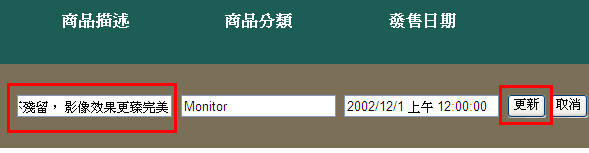 商品描述 商品分類 發售日期
殘留，影像效果更臻完美 Monitor 2002/12/1 上午 12:00:00 更新 取消